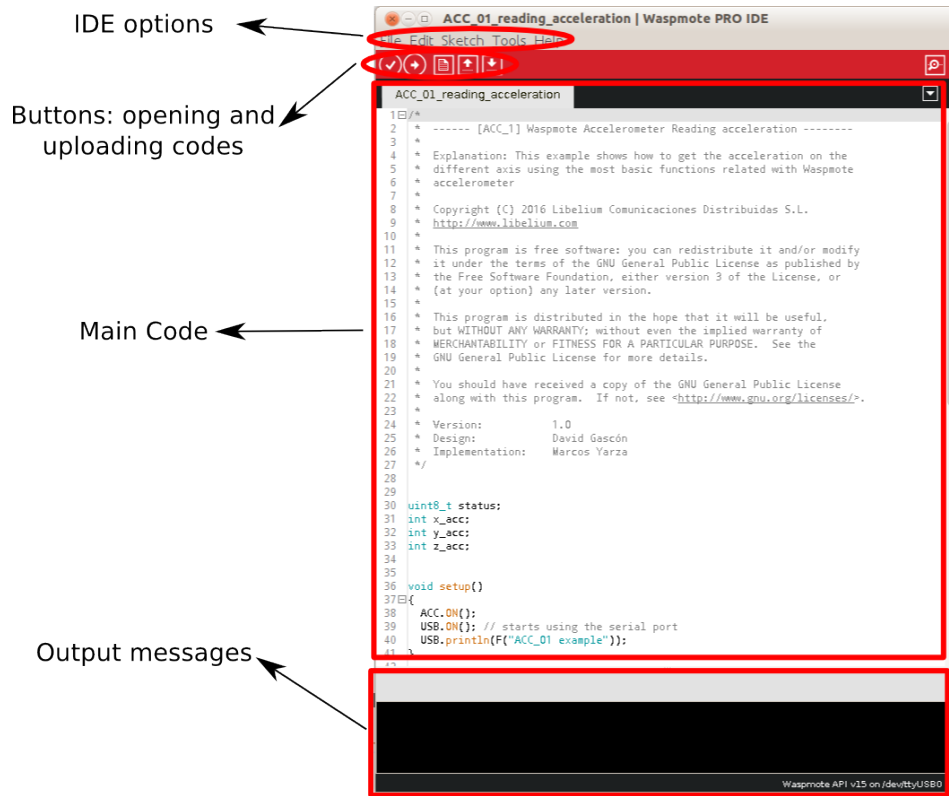 ACC_01_reading_acceleration | Waspmote PRO IDE
IDE options
File Edit Sketch Tools Help
Buttons: opening and
uploading codes
ACC_01_reading_acceleration
1 /*
2 * ------ [ACC_1] Waspmote Accelerometer Reading acceleration --------
3 *
4 * Explanation: This example shows how to get the acceleration on the
5 * different axis using the most basic functions related with Waspmote
6 * accelerometer
7 *
8 * Copyright (C) 2016 Libelium Comunicaciones Distribuidas S.L.
9 * http://www.libelium.com
10 *
11 * This program is free software: you can redistribute it and/or modify
12 * it under the terms of the GNU General Public License as published by
13 * the Free Software Foundation, either version 3 of the License, or
14 * (at your option) any later version.
15 *
16 * This program is distributed in the hope that it will be useful,
17 * but WITHOUT ANY WARRANTY; without even the implied warranty of
18 * MERCHANTABILITY or FITNESS FOR A PARTICULAR PURPOSE. See the
19 * GNU General Public License for more details.
20 *
21 * You should have received a copy of the GNU General Public License
22 * along with this program. If not, see <http://www.gnu.org/licenses/>.
23 *
24 * Version: 1.0
25 * Design: David Gascón
26 * Implementation: Marcos Yarza
27 */
28
29
30 uint8_t status;
31 int x_acc;
32 int y_acc;
33 int z_acc;
34
35
36 void setup()
37 {
38 ACC.ON();
39 USB.ON(); // starts using the serial port
40 USB.println(F("ACC_01 example"));
41 }
42
Main Code
Output messages
Waspmote API v15 on /dev/ttyUSB0